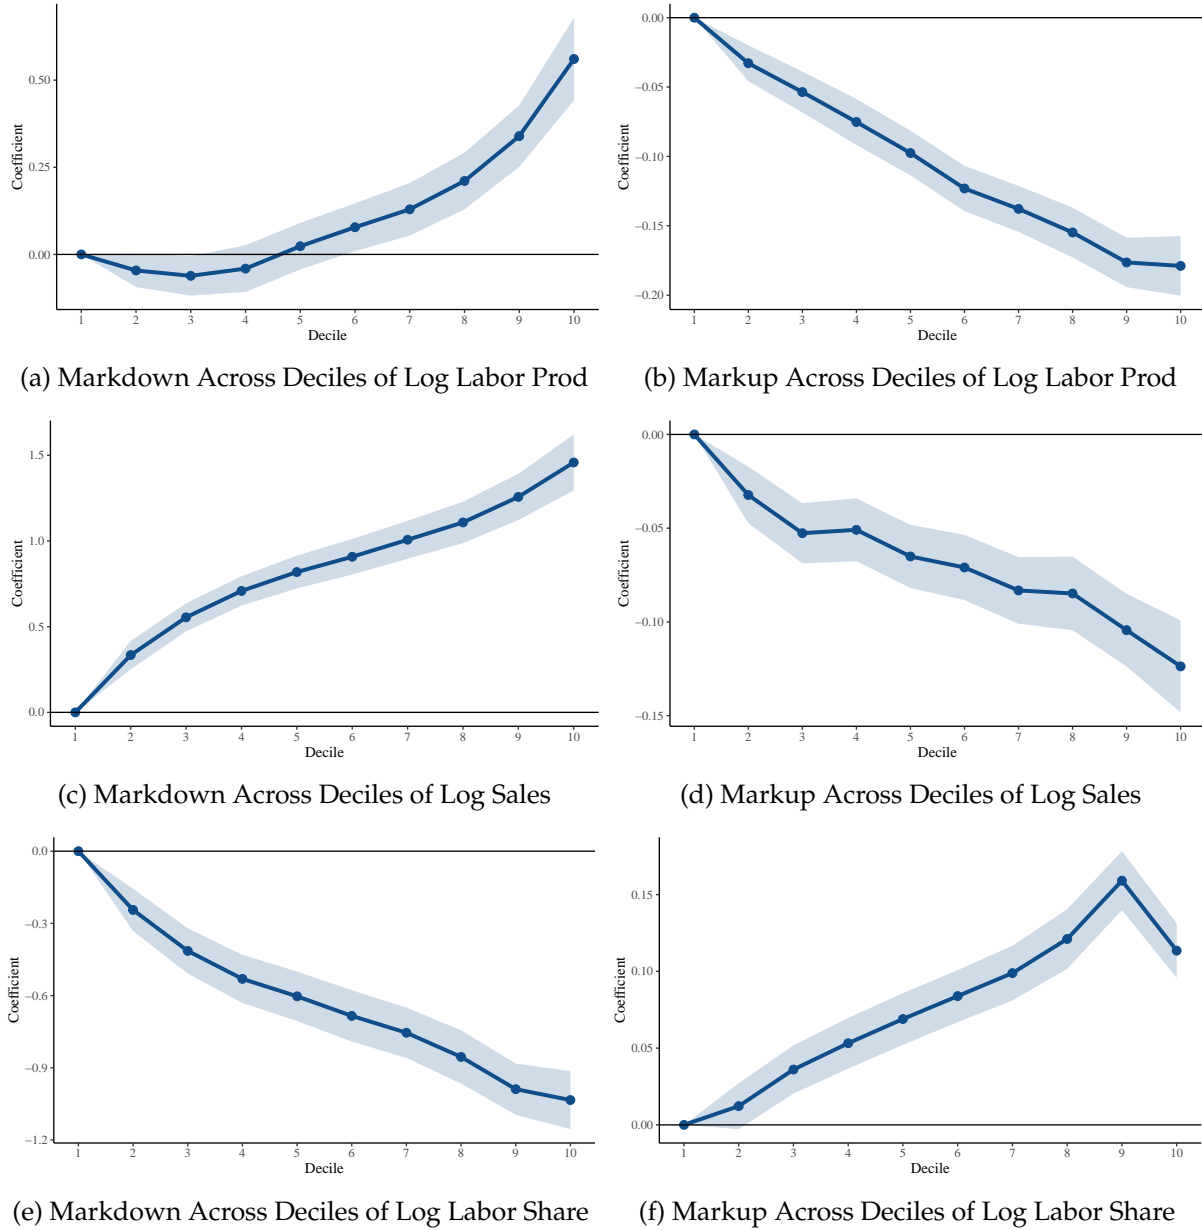 0.50
0.25
0.00
Coefficient
1 2 3 4 5 6 7 8 9 10
Decile
(a) Markdown Across Deciles of Log Labor Prod
0.00
−0.05
−0.10
−0.15
−0.20
Coefficient
1 2 3 4 5 6 7 8 9 10
Decile
(b) Markup Across Deciles of Log Labor Prod
1.5
1.0
0.5
0.0
Coefficient
1 2 3 4 5 6 7 8 9 10
Decile
(c) Markdown Across Deciles of Log Sales
0.00
−0.05
−0.10
−0.15
Coefficient
1 2 3 4 5 6 7 8 9 10
Decile
(d) Markup Across Deciles of Log Sales
0.0
−0.3
−0.6
−0.9
−1.2
Coefficient
1 2 3 4 5 6 7 8 9 10
Decile
(e) Markdown Across Deciles of Log Labor Share
0.15
0.10
0.05
0.00
Coefficient
1 2 3 4 5 6 7 8 9 10
Decile
(f) Markup Across Deciles of Log Labor Share